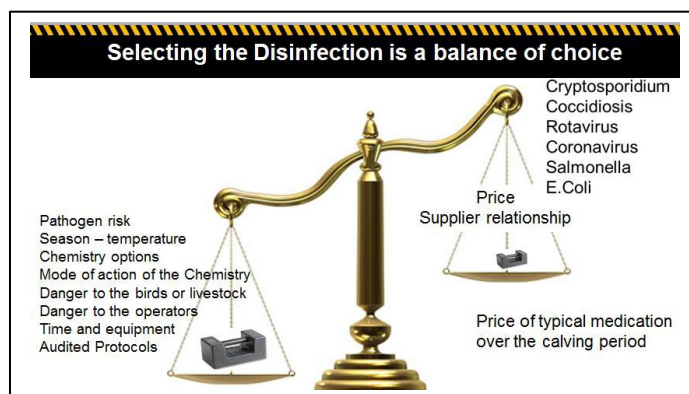 Selecting the Disinfection is a balance of choice
Cryptosporidium
Coccidiosis
Rotavirus
Coronavirus
Salmonella
E.Coli
Price
Supplier relationship
Pathogen risk
Season – temperature
Chemistry options
Mode of action of the Chemistry
Danger to the birds or livestock
Danger to the operators
Time and equipment
Audited Protocols
Price of typical medication
over the calving period